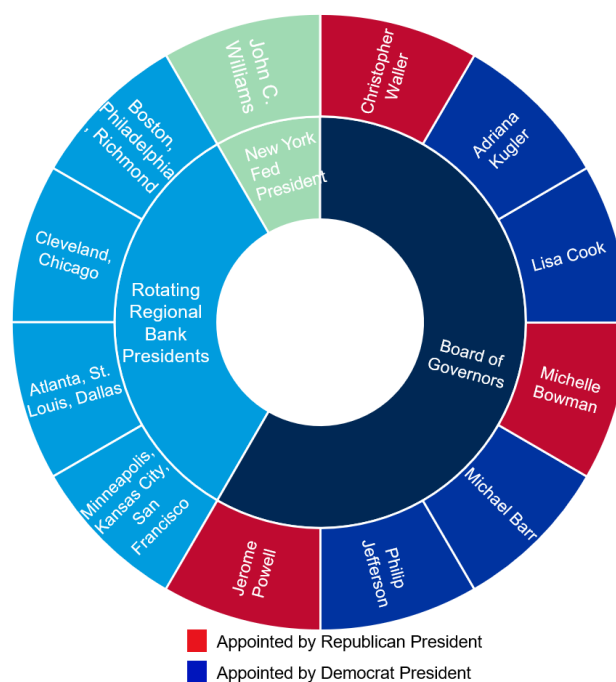 John C.
Williams
Christopher
Waller
Adriana
Kugler
Lisa Cook
Michelle
Bowman
Michael Barr
Philip
Jefferson
Jerome
Powell
Minneapolis,
Kansas City,
San
Francisco
Atlanta, St.
Louis, Dallas
Cleveland,
Chicago
Boston,
Philadelphia
, Richmond
New York
Fed
President
Rotating
Regional
Bank
Presidents
Board of
Governors
Appointed by Republican President
Appointed by Democrat President